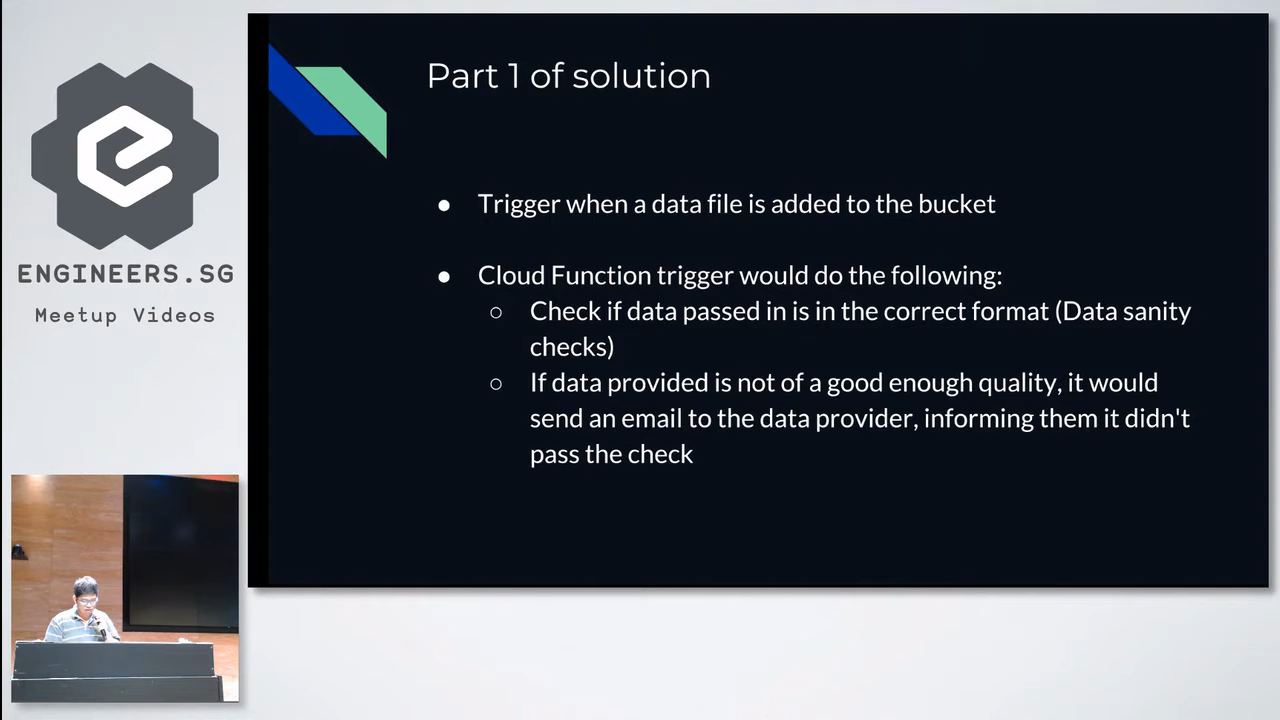 ENGINEERS.SG
Meetup Videos
Part 1 of solution
● Trigger when a data file is added to the bucket
● Cloud Function trigger would do the following:
○ Check if data passed in is in the correct format (Data sanity
checks)
○ If data provided is not of a good enough quality, it would
send an email to the data provider, informing them it didn't
pass the check